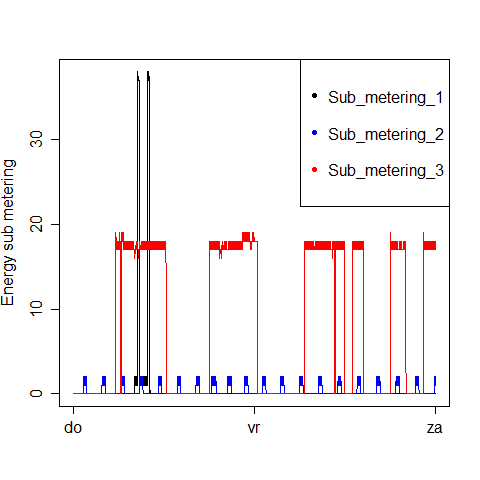 Sub_metering_1
Sub_metering_2
Sub_metering_3
Energy sub metering
30
20
10
0
do vr za